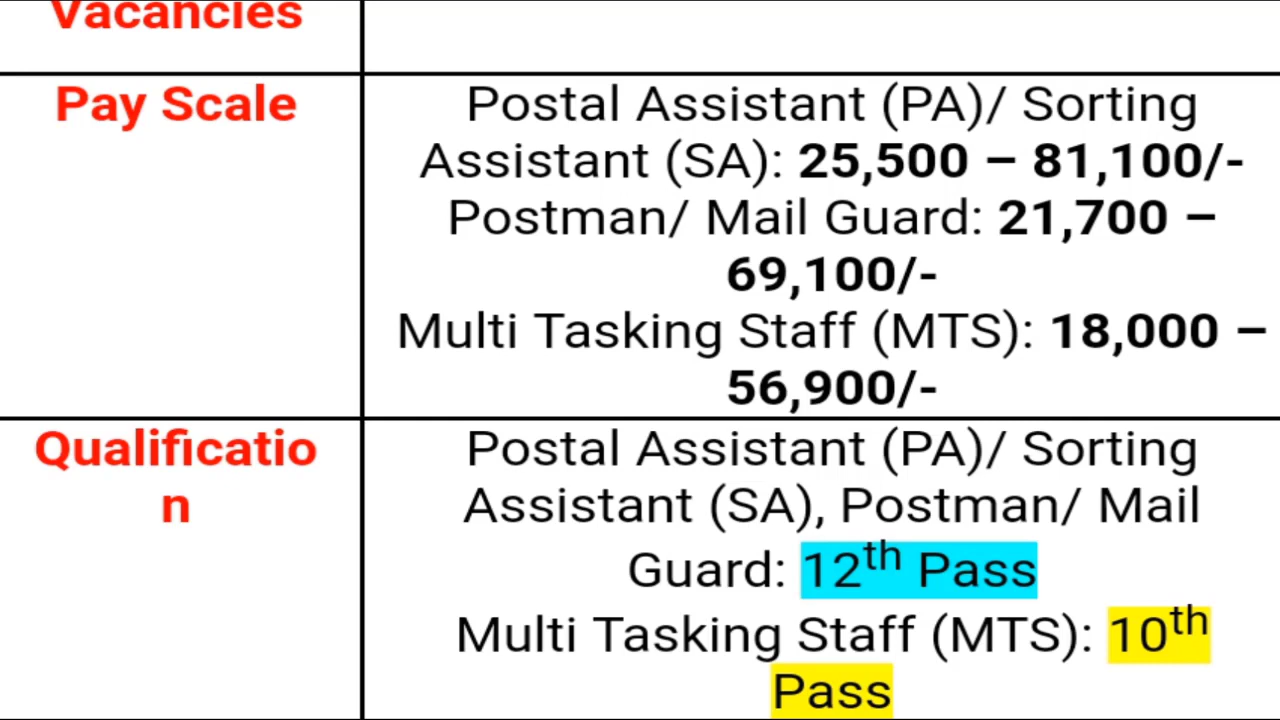 Vacancies
Pay Scale
Postal Assistant (PA)/ Sorting
Assistant (SA): 25,500 – 81,100/-
Postman/ Mail Guard: 21,700 –
69,100/-
Multi Tasking Staff (MTS): 18,000 –
56,900/-
Qualificatio
n
Postal Assistant (PA)/ Sorting
Assistant (SA), Postman/ Mail
Guard: 12th Pass
Multi Tasking Staff (MTS): 10th
Pass